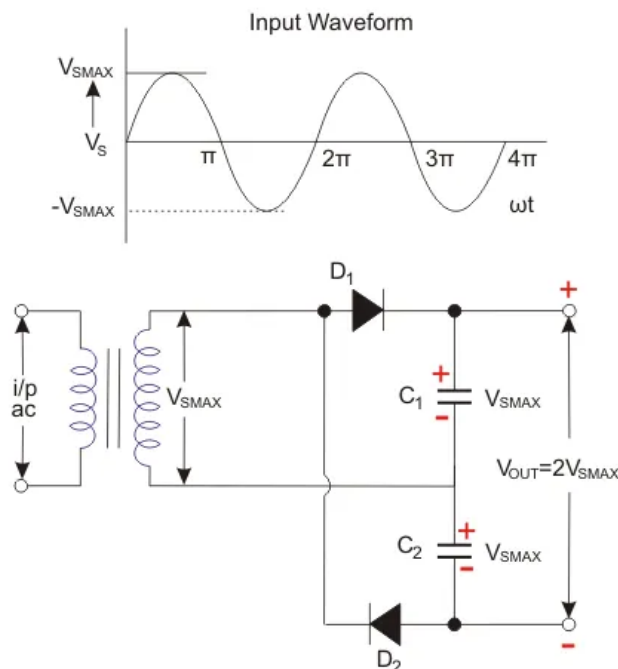 Input Waveform
VSMAX
VS
π 2π 3π 4π
-VSMAX
ωt
D1
+
i/p
ac
VSMAX
+
C1 VSMAX
-
VOUT=2VSMAX
+
C2 VSMAX
-
D2
-